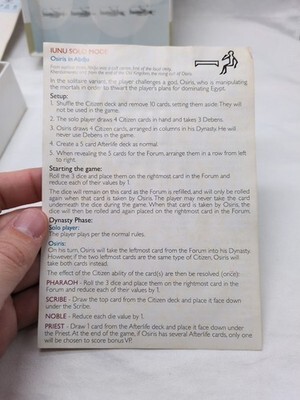 IUNU SOLO MODE
Osiris in Abidju
In the solitaire variant, the player challenges a god, Osiris, who is manipulating
the mortals in order to thwart the player's plans for dominating Egypt.
Setup:
1. Shuffle the Citizen deck and remove 10 cards, setting them aside. They will
not be used in the game.
2. The solo player draws 4 Citizen cards in hand and takes 3 Debens.
3. Osiris draws 4 Citizen cards, arranged in columns in his Dynasty. He will
never use Debens in the game.
4. Create a 5 card Afterlife deck as normal.
5. When revealing the 5 cards for the Forum, arrange them in a row from left
to right.
Starting the game:
Roll the 3 dice and place them on the rightmost card in the Forum and
reduce each of their values by 1.
The dice will remain on this card as the Forum is refilled, and will only be rolled
again when that card is taken by Osiris. The player may never take the card
underneath the dice during the game. When that card is taken by Osiris, the
dice will then be rolled and again placed on the rightmost card in the Forum.
Dynasty Phase:
Solo player:
The player plays per the normal rules.
Osiris:
On his turn, Osiris will take the leftmost card from the Forum into his Dynasty.
However, if the two leftmost cards are the same type of Citizen, Osiris will
take both cards instead.
The effect of the Citizen ability of the card(s) are then resolved (once):
PHARAOH - Roll the 3 dice and place them on the rightmost card in the
Forum and reduce each of their values by 1.
SCRIBE - Draw the top card from the Citizen deck and place it face down
under the Scribe.
NOBLE - Reduce each die value by 1.
PRIEST - Draw 1 card from the Afterlife deck and place it face down under
the Priest. At the end of the game, if Osiris has several Afterlife cards, only one
will be chosen to score bonus VP.